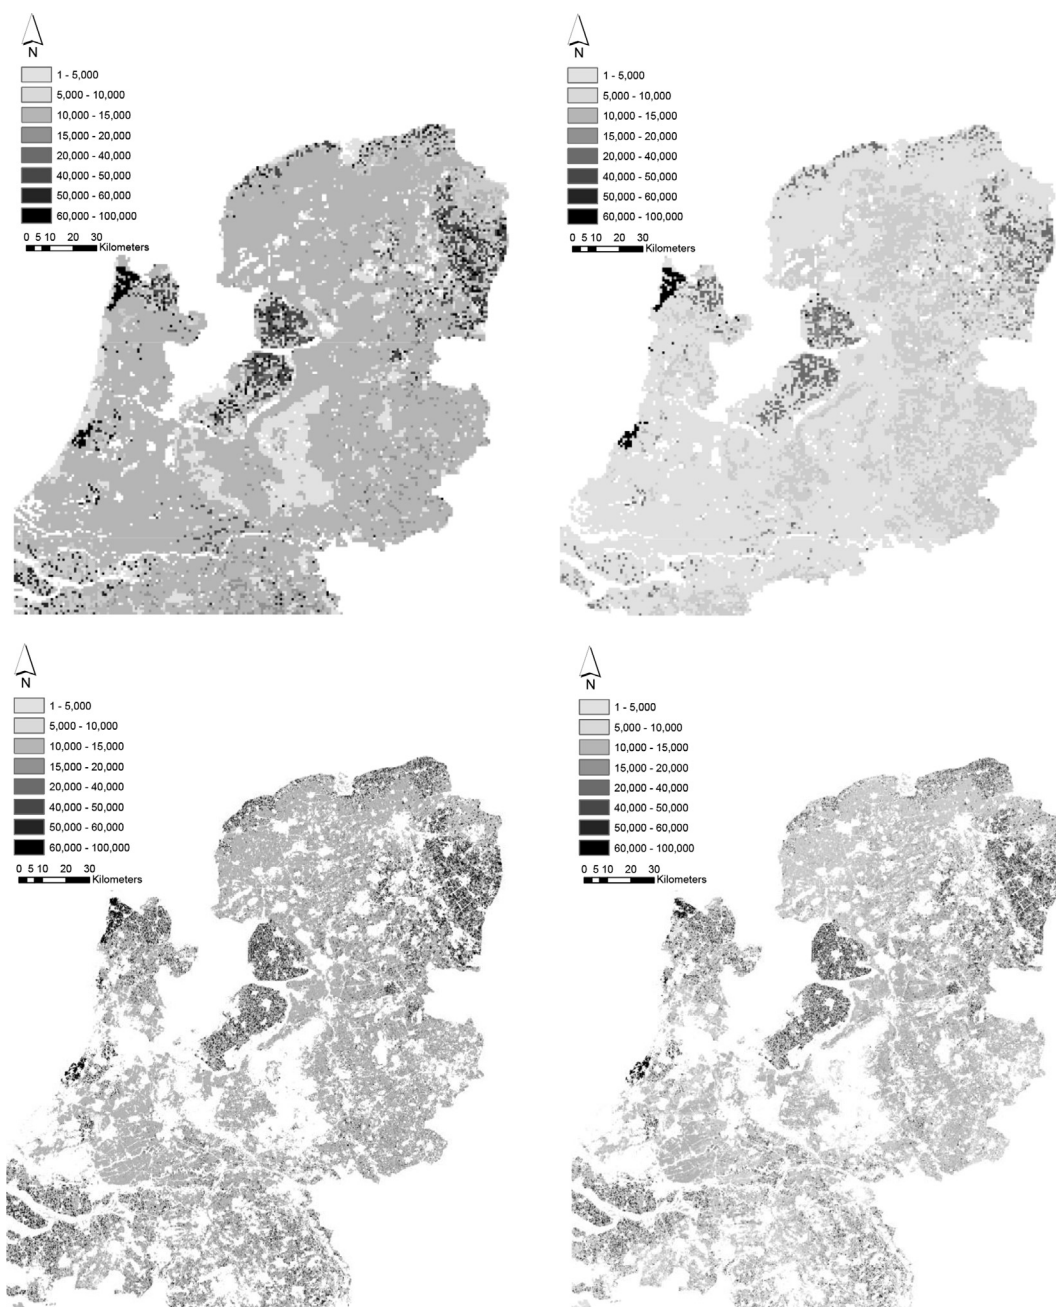 N
1 - 5,000
5,000 - 10,000
10,000 - 15,000
15,000 - 20,000
20,000 - 40,000
40,000 - 50,000
50,000 - 60,000
60,000 - 100,000
0 5 10 20 30
Kilometers
N
1 - 5,000
5,000 - 10,000
10,000 - 15,000
15,000 - 20,000
20,000 - 40,000
40,000 - 50,000
50,000 - 60,000
60,000 - 100,000
0 5 10 20 30
Kilometers
N
1 - 5,000
5,000 - 10,000
10,000 - 15,000
15,000 - 20,000
20,000 - 40,000
40,000 - 50,000
50,000 - 60,000
60,000 - 100,000
0 5 10 20 30
Kilometers
N
1 - 5,000
5,000 - 10,000
10,000 - 15,000
15,000 - 20,000
20,000 - 40,000
40,000 - 50,000
50,000 - 60,000
60,000 - 100,000
0 5 10 20 30
Kilometers